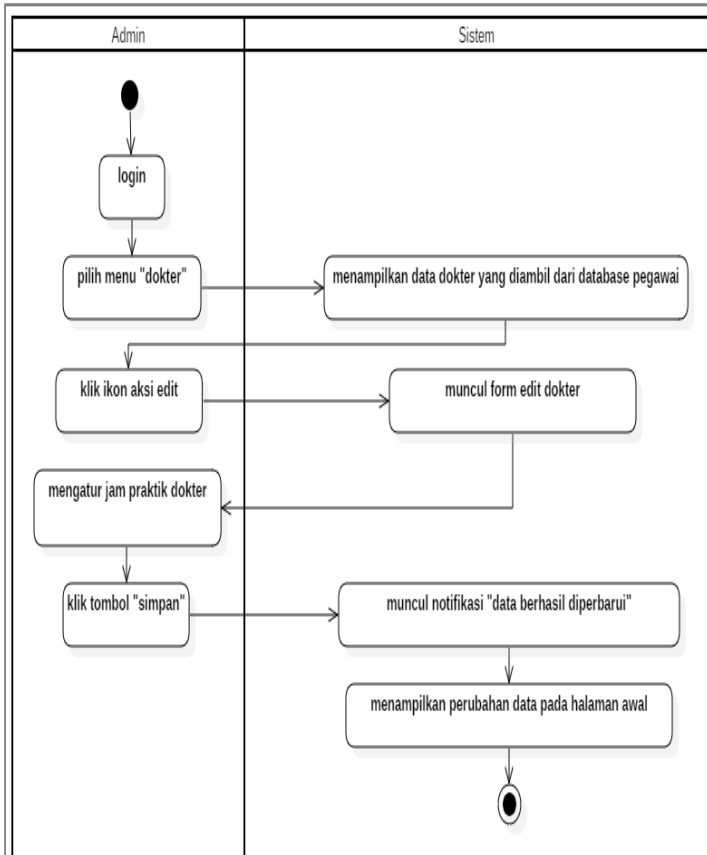 Admin
Sistem
login
pilih menu "dokter"
menampilkan data dokter yang diambil dari database pegawai
klik ikon aksi edit
muncul form edit dokter
mengatur jam praktik dokter
klik tombol "simpan"
muncul notifikasi "data berhasil diperbarui"
menampilkan perubahan data pada halaman awal